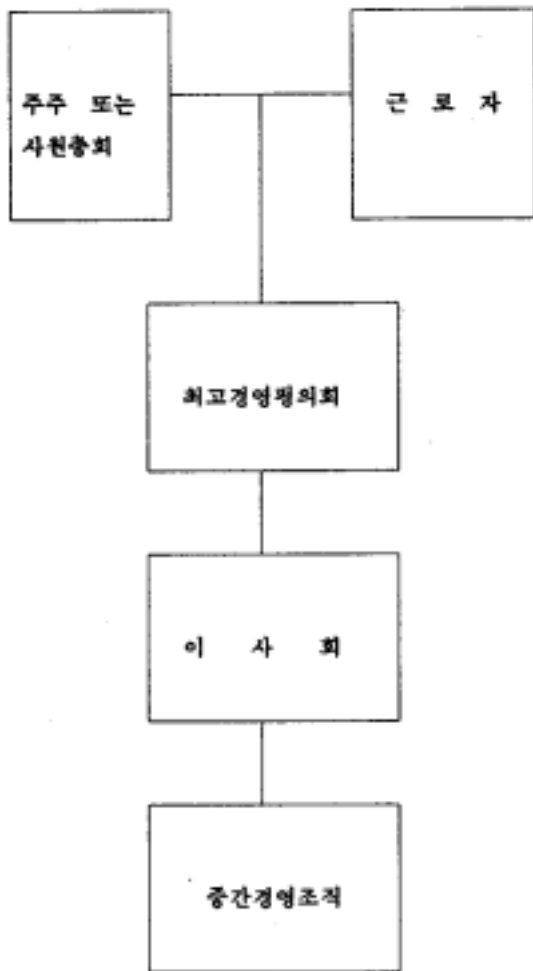 주주 또는
사원총회
근 로 자
최고경영평의회
이 사 회
중간경영조직